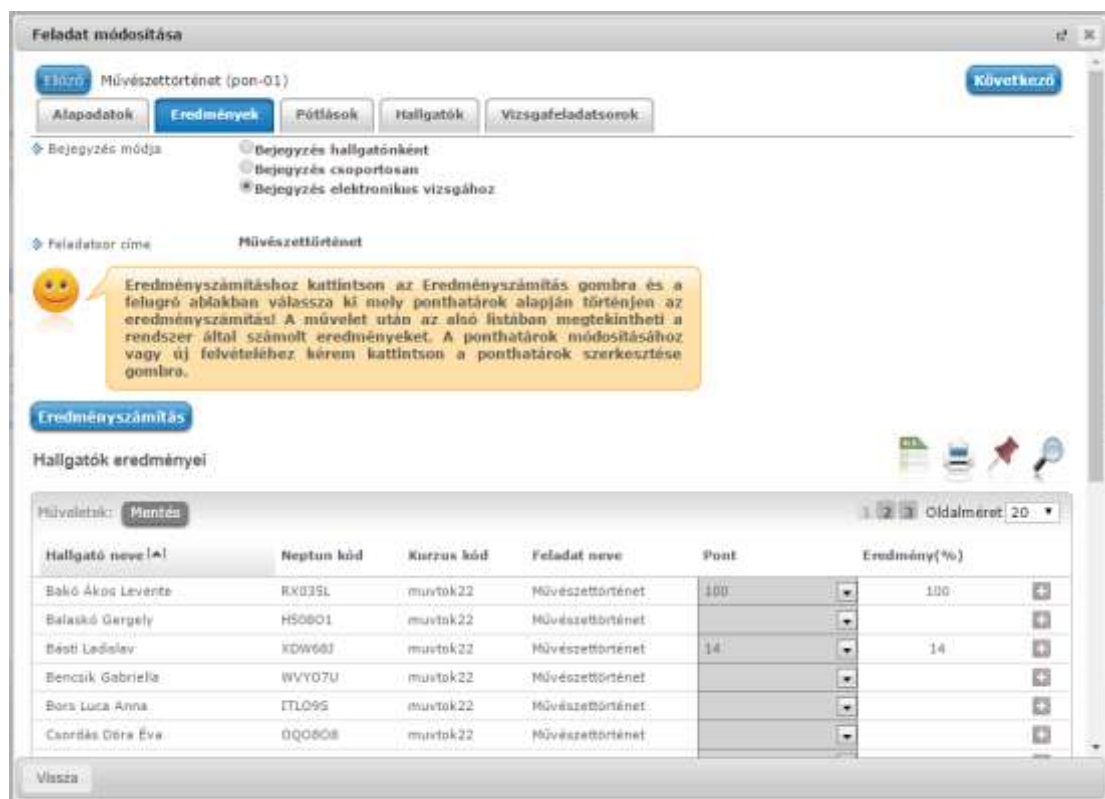 Feladat módosítása
Előző Művészettörténet (pon-01) Következő
Alapadatok Eredmények Pótlások Hallgatók Vizsgafeladatsorok
Bejegyzés módja Bejegyzés hallgatónként
Bejegyzés csoportosan
Bejegyzés elektronikus vizsgához
Feladatsor címe Művészettörténet
Eredményszámításhoz kattintson az Eredményszámítás gombra és a
felugró ablakban válassza ki mely ponthatárok alapján történjen az
eredményszámítás! A művelet után az alsó listában megtekintheti a
rendszer által számolt eredményeket. A ponthatárok módosításához
vagy új felvételéhez kérem kattintson a ponthatárok szerkesztése
gombra.
Eredményszámítás
Hallgatók eredményei
Műveletek: Mentés 1 2 3 Oldalméret 20
Hallgató neve Neptun kód Kurzus kód Feladat neve Pont Eredmény(%)
Bakó Ákos Levente RX035L muvtok22 Művészettörténet 100 100
Balaskó Gergely muvtok22 Művészettörténet
Básti Ladislav muvtok22 Művészettörténet 14 14
Bencsik Gabriella WVYO7U muvtok22 Művészettörténet
Bors Luca Anna muvtok22 Művészettörténet
Csordás Dóra Éva muvtok22 Művészettörténet
Vissza